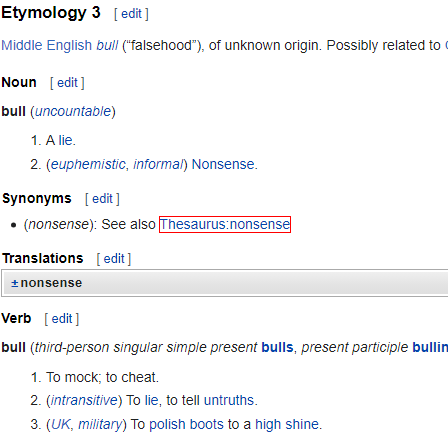 Etymology 3 [ edit ]
Middle English bull (“falsehood”), of unknown origin. Possibly related to
Noun [ edit ]
bull (uncountable)
1. A lie.
2. (euphemistic, informal) Nonsense.
Synonyms [ edit ]
• (nonsense): See also Thesaurus:nonsense
Translations [ edit ]
± nonsense
Verb [ edit ]
bull (third-person singular simple present bulls, present participle bullin
1. To mock; to cheat.
2. (intransitive) To lie, to tell untruths.
3. (UK, military) To polish boots to a high shine.